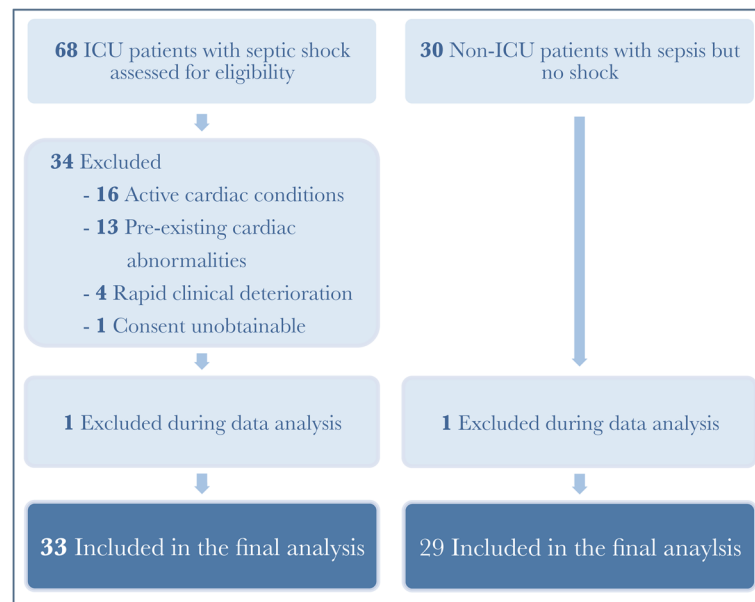 68 ICU patients with septic shock
assessed for eligibility
30 Non-ICU patients with sepsis but
no shock
34 Excluded
- 16 Active cardiac conditions
- 13 Pre-existing cardiac
abnormalities
- 4 Rapid clinical deterioration
- 1 Consent unobtainable
1 Excluded during data analysis
1 Excluded during data analysis
33 Included in the final analysis
29 Included in the final anaylsis